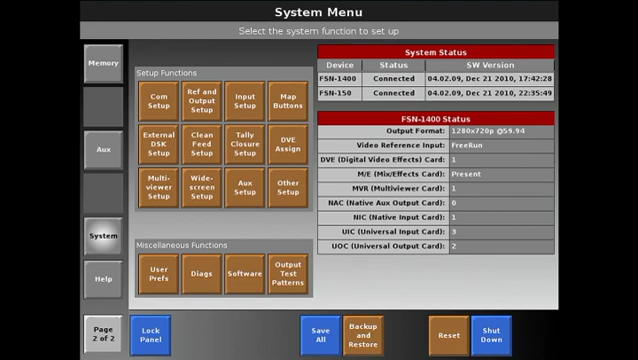 System Menu
Select the system function to set up
Memory
Aux
System
Help
Page
2 of 2
Setup Functions
Com
Setup
Ref and
Output
Setup
Input
Setup
Map
Buttons
External
DSK
Setup
Clean
Feed
Setup
Tally
Closure
Setup
DVE
Assign
Multi-
viewer
Setup
Wide-
screen
Setup
Aux
Setup
Other
Setup
Miscellaneous Functions
User
Prefs
Diags
Software
Output
Test
Patterns
System Status
Device Status SW Version
FSN-1400 Connected 04.02.09, Dec 21 2010, 17:42:28
FSN-150 Connected 04.02.09, Dec 21 2010, 22:35:49
FSN-1400 Status
Output Format: 1280x720p @59.94
Video Reference Input: FreeRun
DVE (Digital Video Effects) Card: 1
M/E (Mix/Effects) Card: Present
MVR (Multiviewer) Card: 1
NAC (Native Aux Output Card): 0
NIC (Native Input Card): 1
UIC (Universal Input Card): 3
UOC (Universal Output Card): 2
Lock
Panel
Save
All
Backup
and
Restore
Reset
Shut
Down